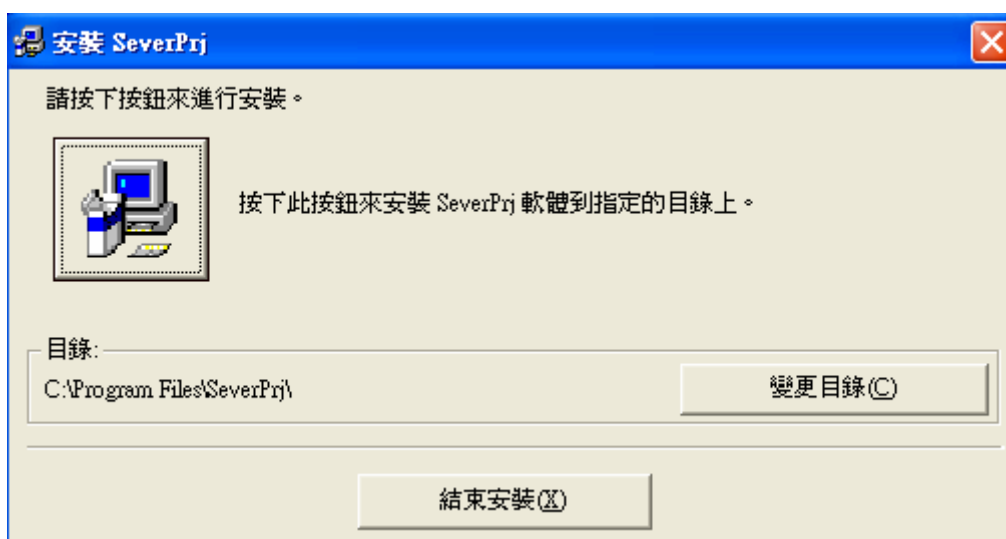 安裝 SeverPrj
請按下按鈕來進行安裝。
按下此按鈕來安裝 SeverPrj 軟體到指定的目錄上。
目錄:
C:\Program Files\SeverPrj\
變更目錄(C)
結束安裝(X)